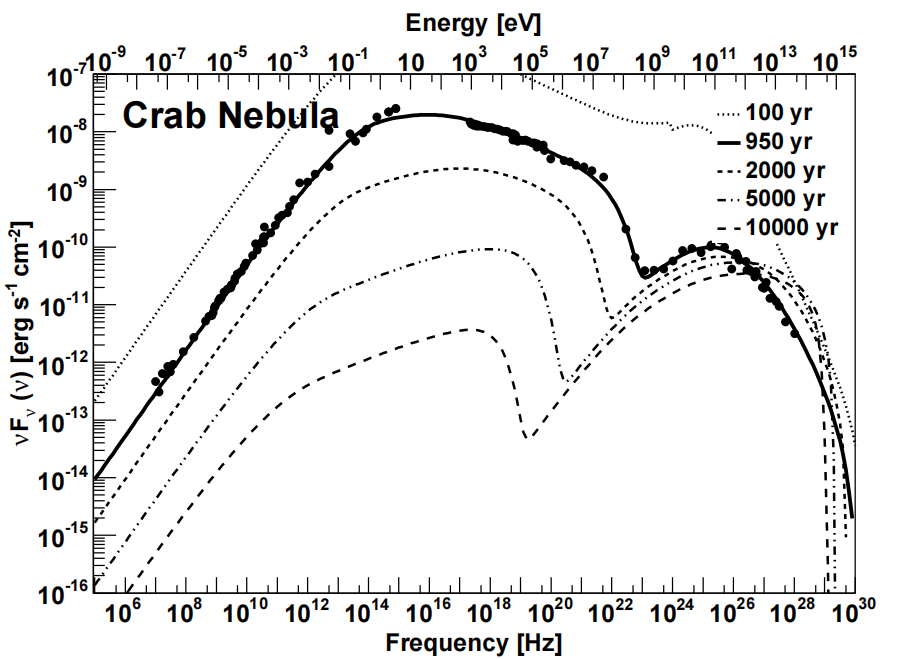 Energy [eV]
10⁻⁹ 10⁻⁷ 10⁻⁵ 10⁻³ 10⁻¹ 10 10³ 10⁵ 10⁷ 10⁹ 10¹¹ 10¹³ 10¹⁵
Crab Nebula
100 yr
950 yr
2000 yr
5000 yr
10000 yr
νFν (ν) [erg s⁻¹ cm⁻²]
10⁻⁷
10⁻⁸
10⁻⁹
10⁻¹⁰
10⁻¹¹
10⁻¹²
10⁻¹³
10⁻¹⁴
10⁻¹⁵
10⁻¹⁶
10⁶ 10⁸ 10¹⁰ 10¹² 10¹⁴ 10¹⁶ 10¹⁸ 10²⁰ 10²² 10²⁴ 10²⁶ 10²⁸ 10³⁰
Frequency [Hz]